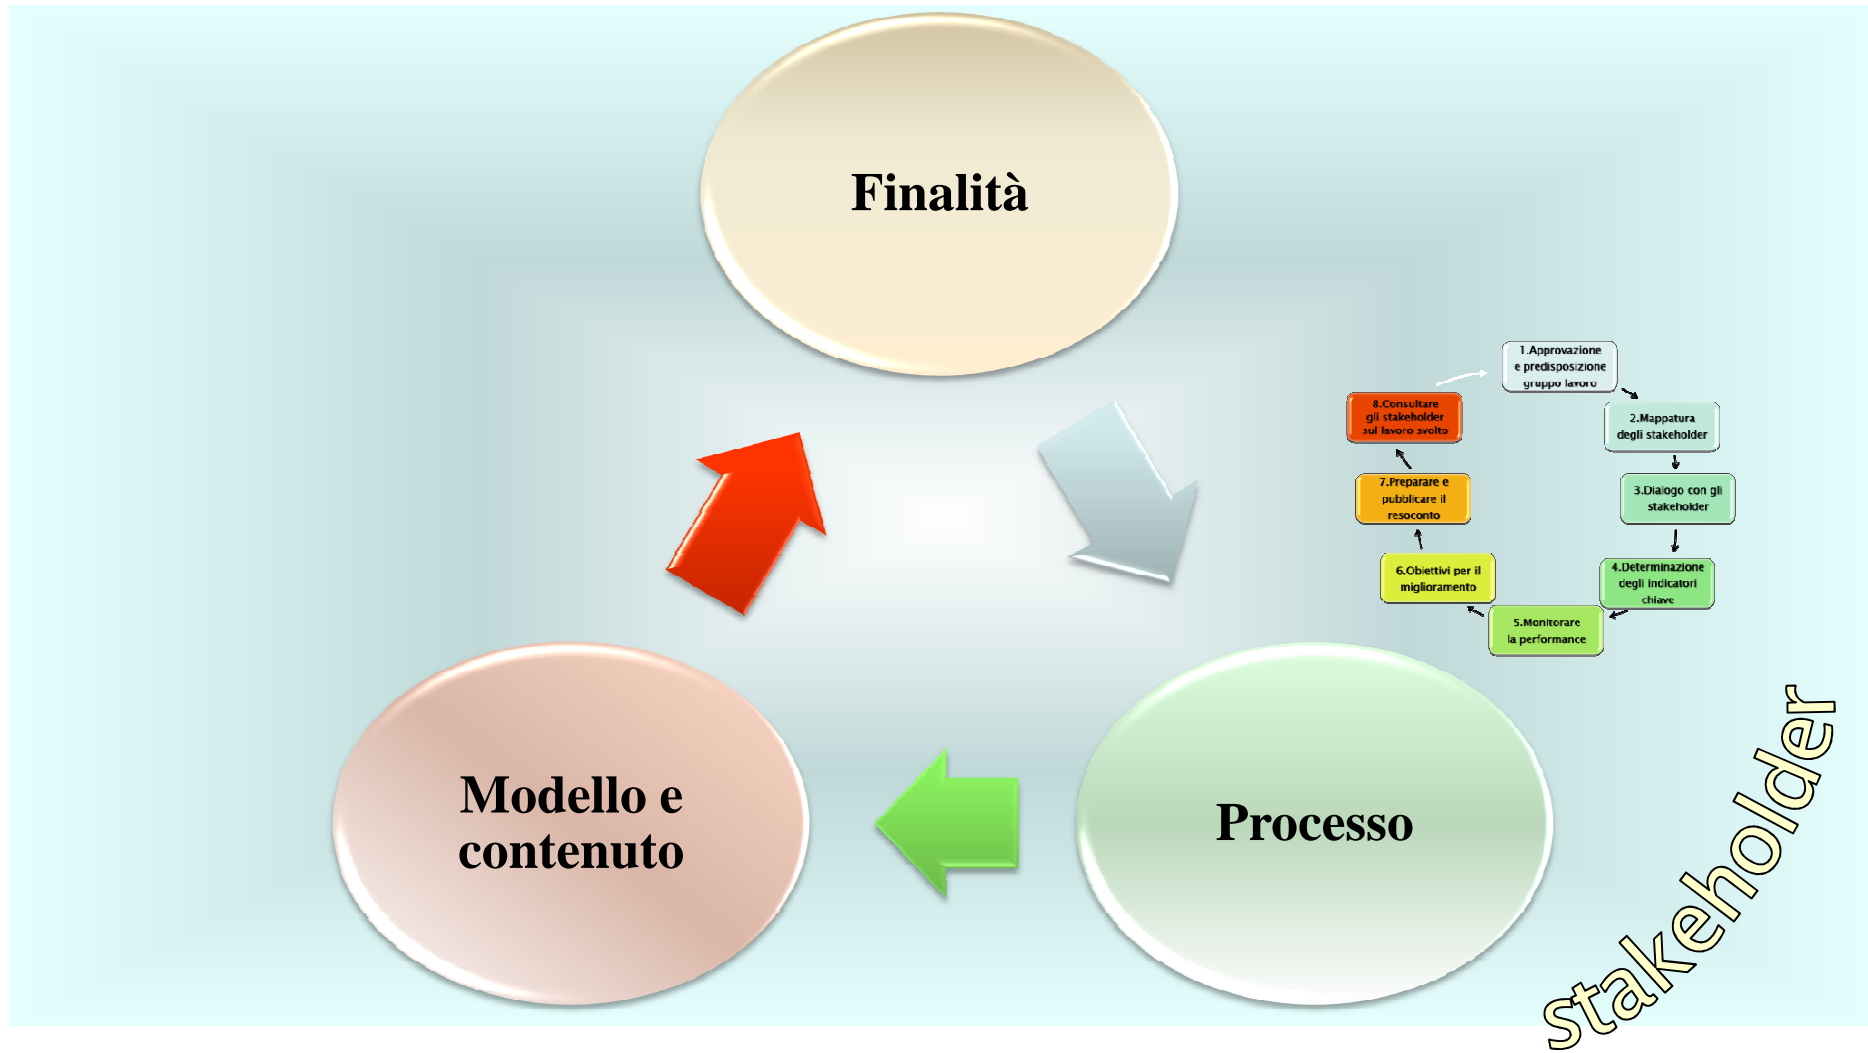 Finalità
1.Approvazione
e predisposizione
gruppo lavoro
2.Mappatura
degli stakeholder
3.Dialogo con gli
stakeholder
4.Determinazione
degli indicatori
chiave
5.Monitorare
la performance
6.Obiettivi per il
miglioramento
7.Preparare e
pubblicare il
resoconto
8.Consultare
gli stakeholder
sul lavoro svolto
Processo
Modello e
contenuto
stakeholder